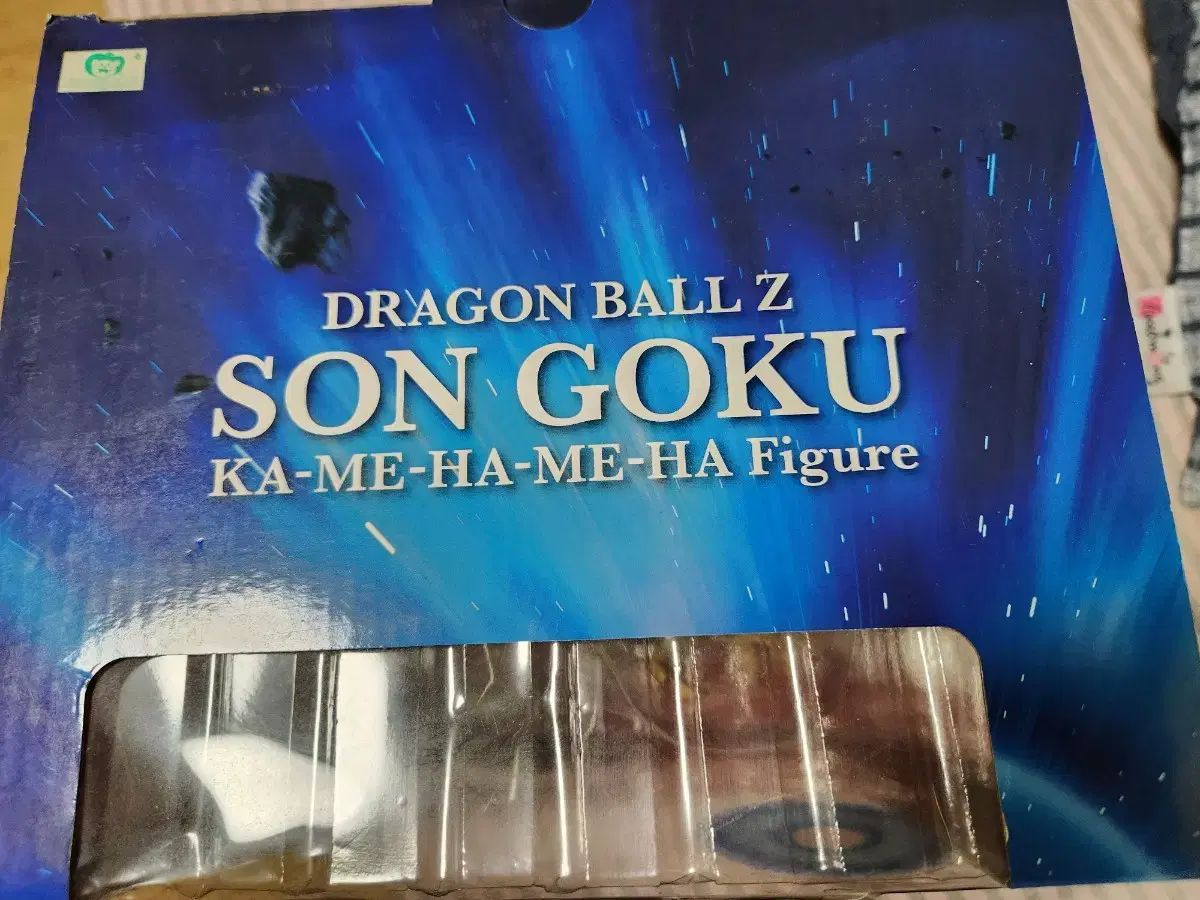 DRAGON BALL Z
SON GOKU
KA-ME-HA-ME-HA Figure